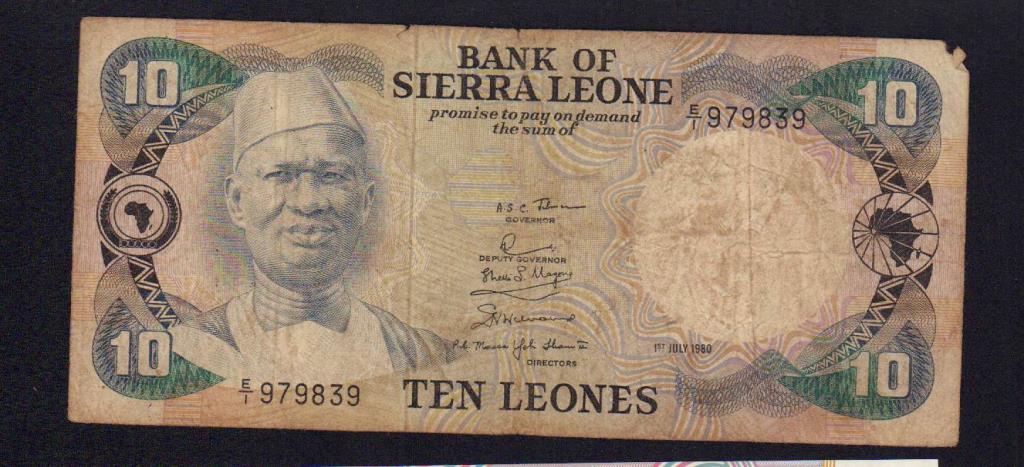 10
10
BANK OF
SIERRA LEONE
promise to pay on demand
the sum of
E/1 979839
A.S.C.
GOVERNOR
DEPUTY GOVERNOR
DIRECTORS
1ST JULY 1980
10
10
E/1 979839
TEN LEONES